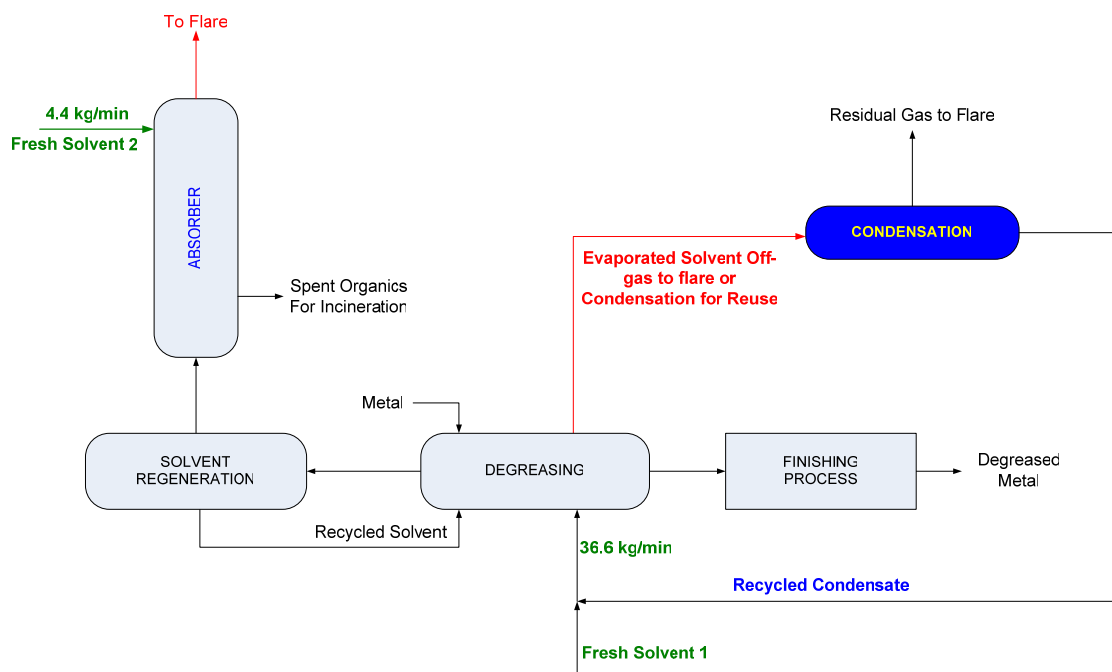 To Flare
4.4 kg/min
Fresh Solvent 2
ABSORBER
Spent Organics
For Incineration
Residual Gas to Flare
CONDENSATION
Evaporated Solvent Off-
gas to flare or
Condensation for Reuse
Metal
SOLVENT
REGENERATION
DEGREASING
FINISHING
PROCESS
Degreased
Metal
Recycled Solvent
36.6 kg/min
Recycled Condensate
Fresh Solvent 1